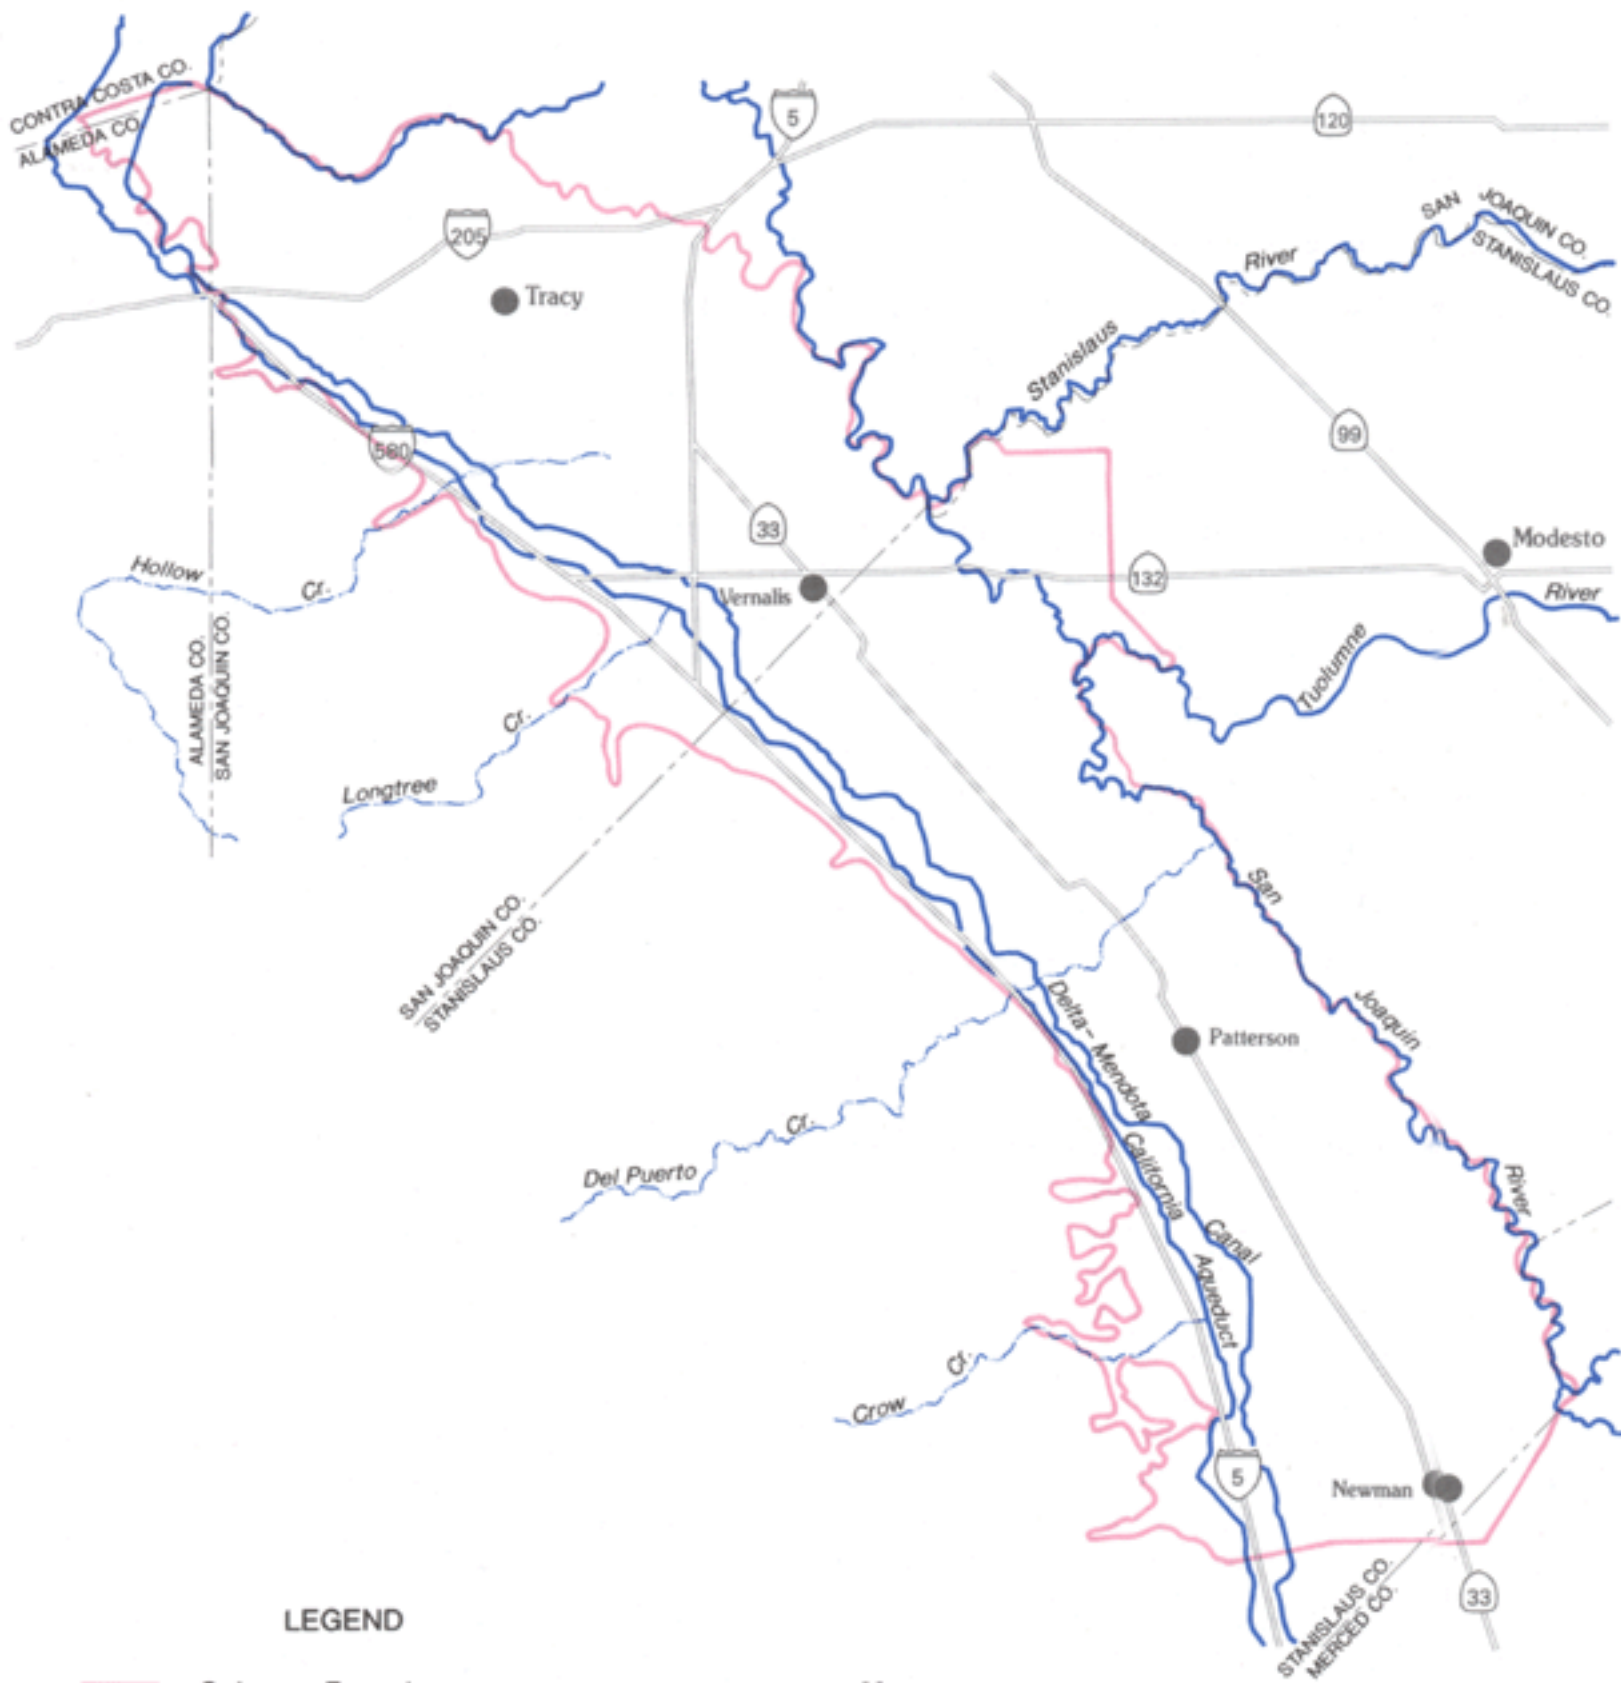 CONTRA COSTA CO.
ALAMEDA CO.
5
120
205
Tracy
SAN JOAQUIN CO.
STANISLAUS CO.
River
Stanislaus
99
580
33
Modesto
Hollow
Cr.
Vernalis
132
River
Tuolumne
ALAMEDA CO.
SAN JOAQUIN CO.
Cr.
Longtree
San
SAN JOAQUIN CO.
STANISLAUS CO.
Delta-Mendota
Joaquin
Patterson
Cr.
Del Puerto
California
River
Canal
Aqueduct
Cr.
Crow
5
Newman
33
STANISLAUS CO.
MERCED CO.
LEGEND